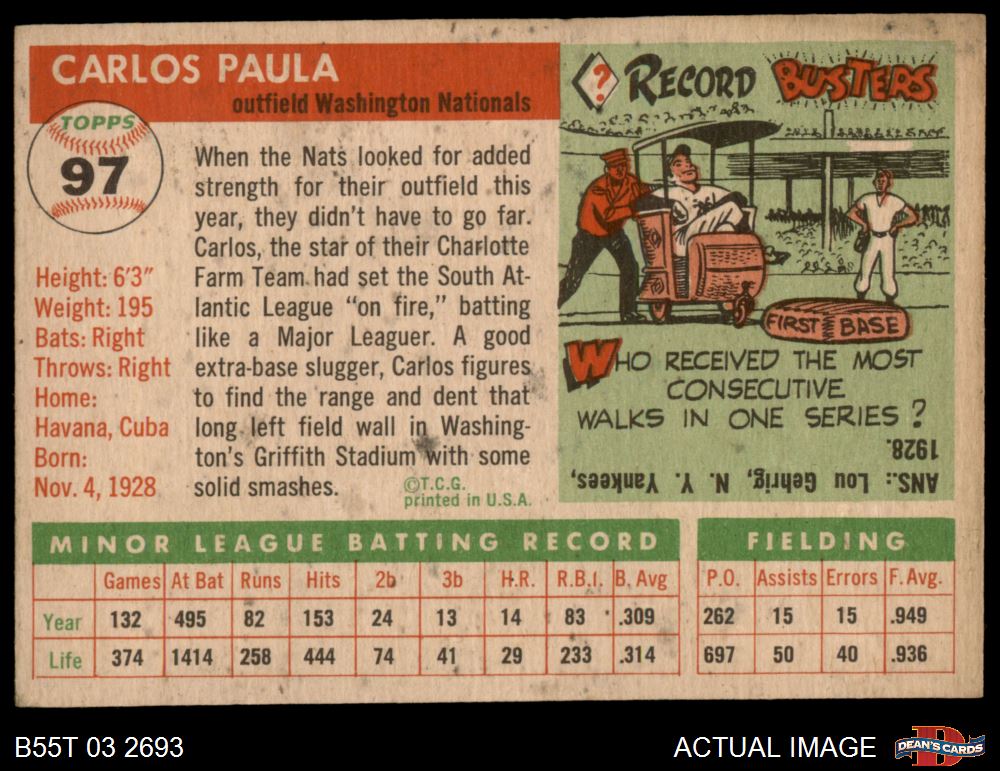 CARLOS PAULA
outfield Washington Nationals
TOPPS
97
Height: 6'3"
Weight: 195
Bats: Right
Throws: Right
Home:
Havana, Cuba
Born:
Nov. 4, 1928
When the Nats looked for added
strength for their outfield this
year, they didn't have to go far.
Carlos, the star of their Charlotte
Farm Team had set the South At-
lantic League "on fire," batting
like a Major Leaguer. A good
extra-base slugger, Carlos figures
to find the range and dent that
long left field wall in Washing-
ton's Griffith Stadium with some
solid smashes.
©T.C.G.
printed in U.S.A.
? RECORD BUSTERS
FIRST BASE
WHO RECEIVED THE MOST
CONSECUTIVE
WALKS IN ONE SERIES?
ANS.: Lou Gehrig, N. Y. Yankees,
1928.
MINOR LEAGUE BATTING RECORD
Games At Bat Runs Hits 2b 3b H.R. R.B.I. B. Avg
Year 132 495 82 153 24 13 14 83 .309
Life 374 1414 258 444 74 41 29 233 .314
FIELDING
P.O. Assists Errors F. Avg.
262 15 15 .949
697 50 40 .936
B55T 03 2693
ACTUAL IMAGE
D
DEAN'S CARDS